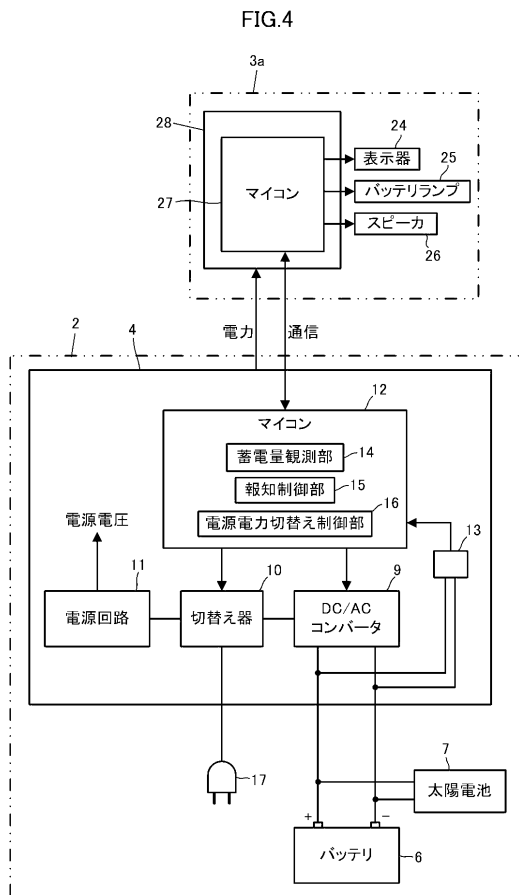 FIG.4
3a
28
24
表示器
25
マイコン
バッテリランプ
27
スピーカ
26
電力
通信
2
4
12
マイコン
蓄電量観測部
14
報知制御部
15
16
電源電力切替え制御部
電源電圧
13
11
10
9
電源回路
切替え器
DC/AC
コンバータ
17
7
太陽電池
+
−
バッテリ
6